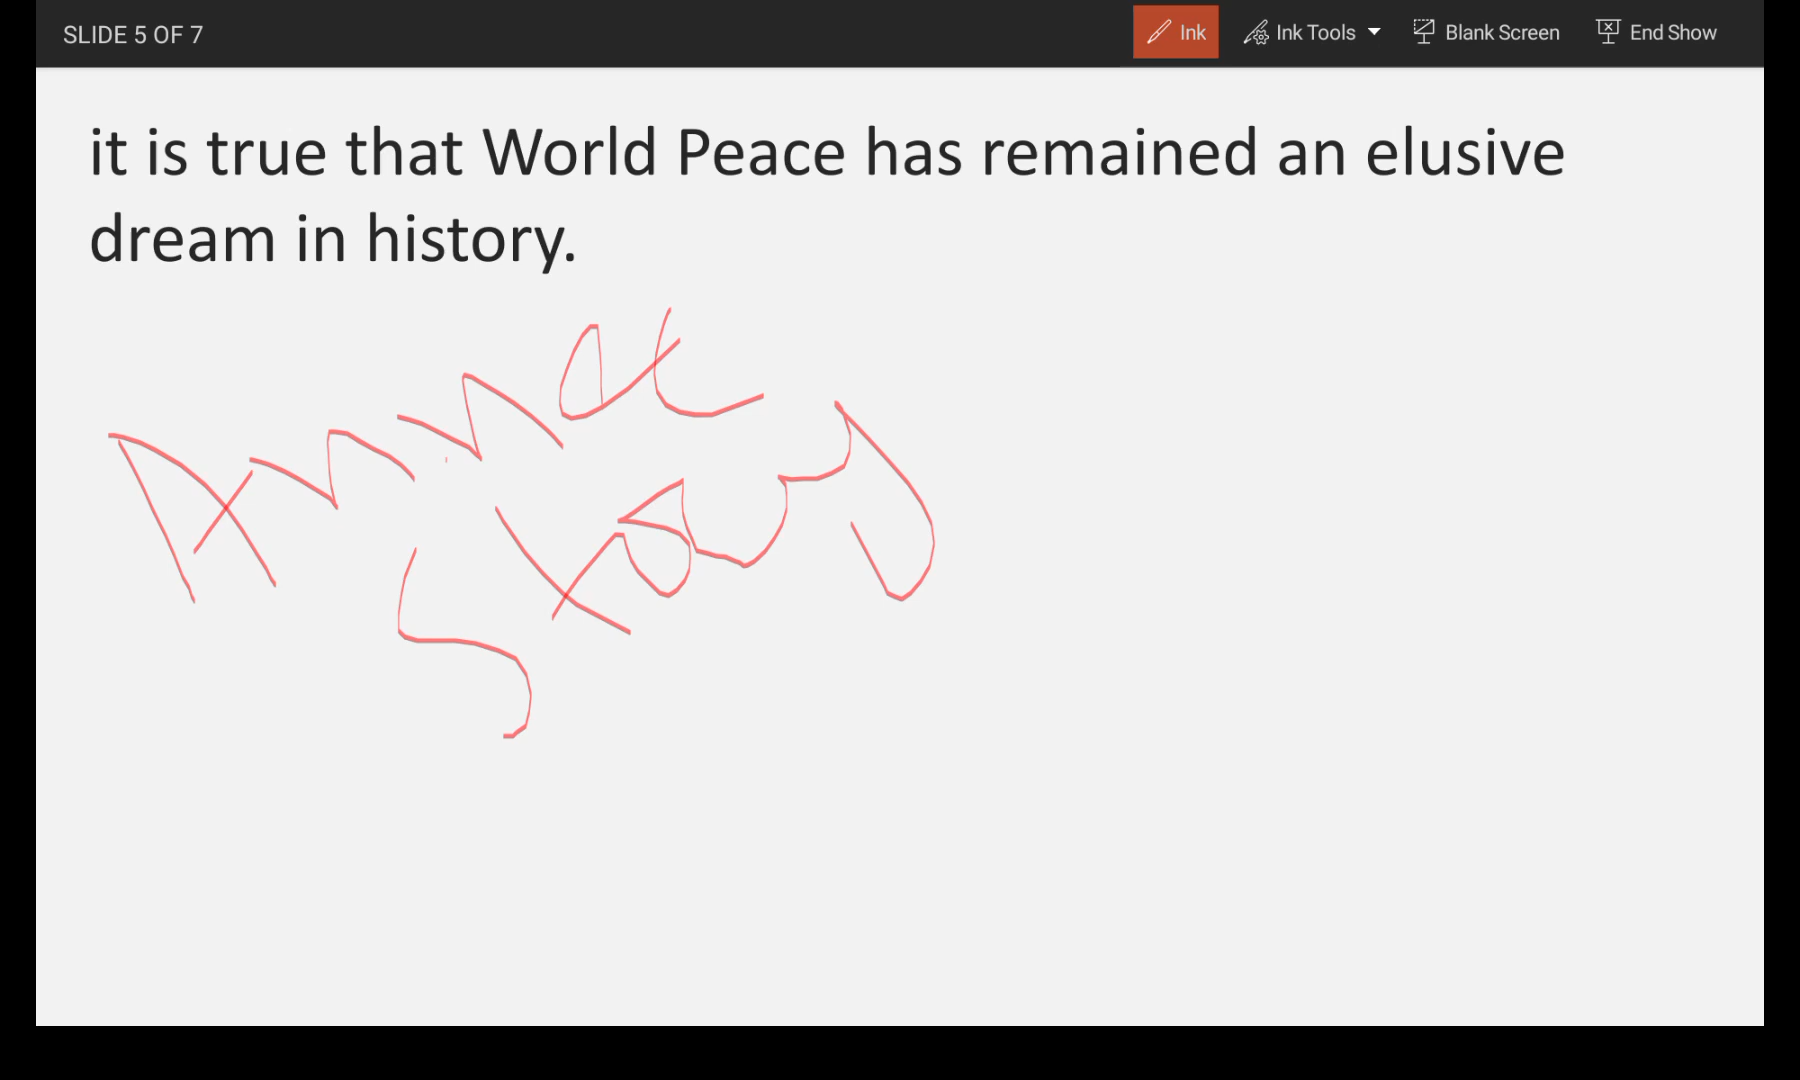 SLIDE 5 OF 7
Ink
Ink Tools
Blank Screen
End Show
it is true that World Peace has remained an elusive
dream in history.